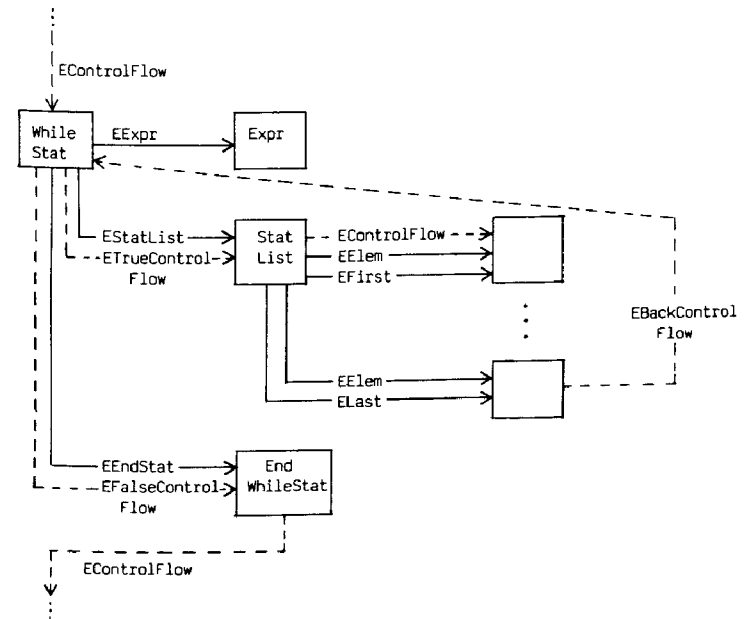 EControlFlow
While
Stat
EExpr
Expr
EStatList
ETrueControl
Flow
Stat
List
EControlFlow
EElem
EFirst
EBackControl
Flow
EElem
ELast
EEndStat
EFalseControl
Flow
End
WhileStat
EControlFlow